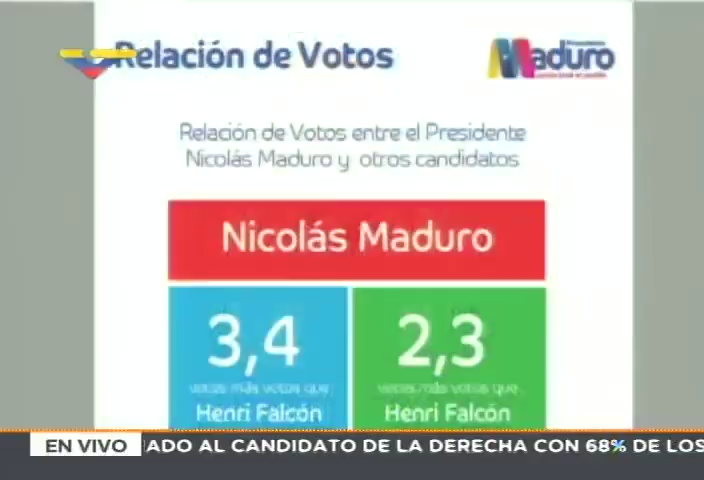 Relación de Votos
Maduro
Relación de Votos entre el Presidente
Nicolás Maduro y otros candidatos
Nicolás Maduro
3,4
2,3
veces más votos que
veces más votos que
Henri Falcón
Henri Falcón
EN VIVO
ADO AL CANDIDATO DE LA DERECHA CON 68% DE LOS